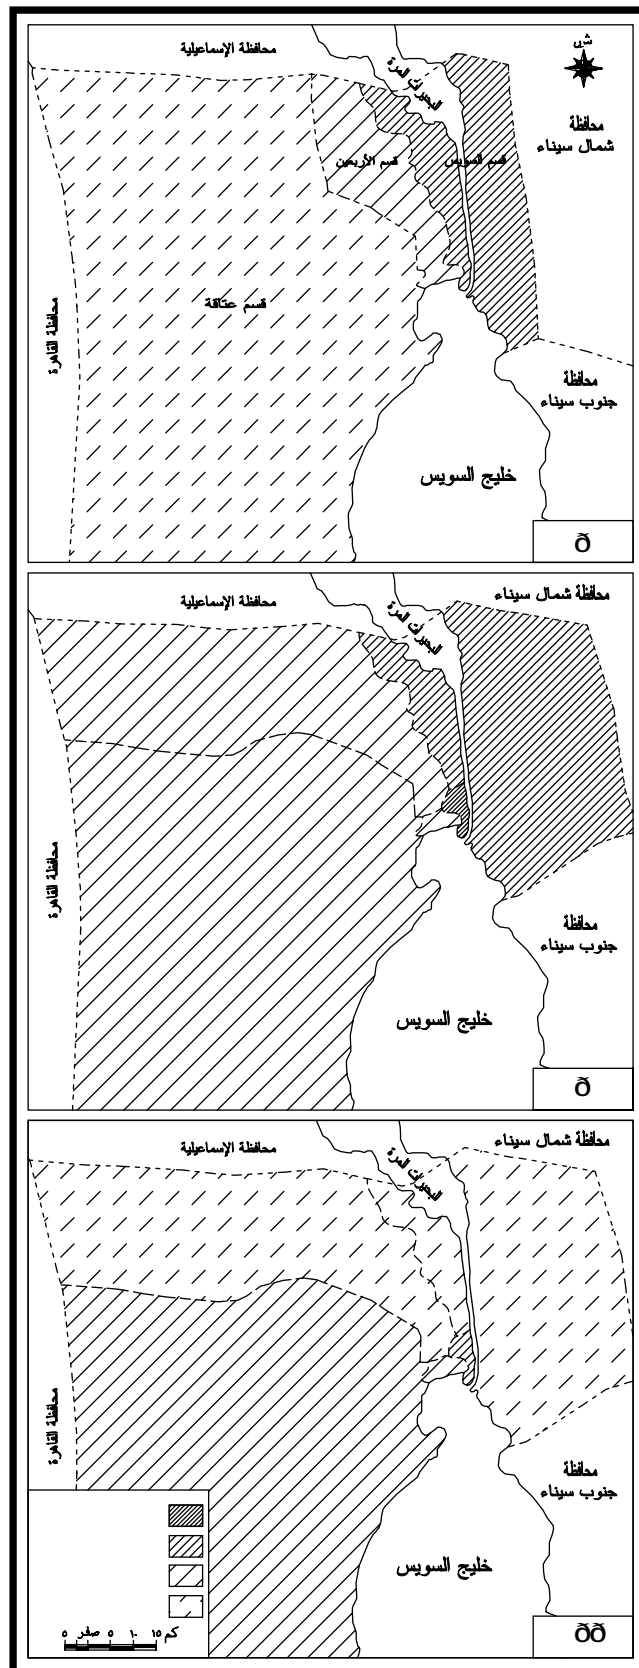 محافظة الإسماعيلية
البحيرات المرة
ش
محافظة
شمال سيناء
قسم الأربعين
قسم السويس
قسم عتاقة
محافظة القاهرة
محافظة
جنوب سيناء
خليج السويس
ð
محافظة الإسماعيلية
البحيرات المرة
محافظة شمال سيناء
محافظة القاهرة
محافظة
جنوب سيناء
خليج السويس
ð
محافظة الإسماعيلية
البحيرات المرة
محافظة شمال سيناء
محافظة القاهرة
محافظة
جنوب سيناء
خليج السويس
٥ صفر ٥ ١٠ ١٥ كم
ðð